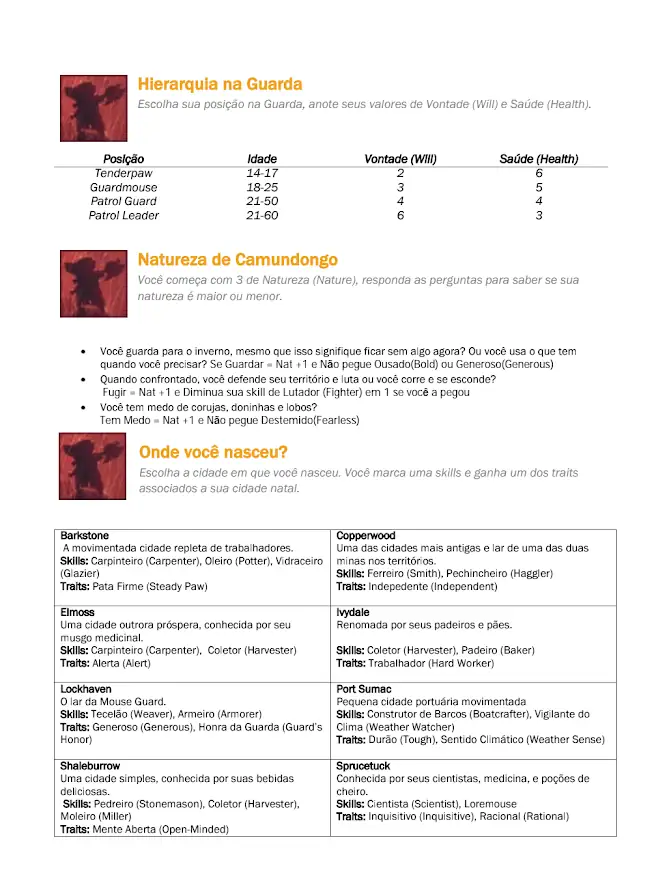 Hierarquia na Guarda
Escolha sua posição na Guarda, anote seus valores de Vontade (Will) e Saúde (Health).
Posição Idade Vontade (Will) Saúde (Health)
Tenderpaw 14-17 2 6
Guardmouse 18-25 3 5
Patrol Guard 21-50 4 4
Patrol Leader 21-60 6 3
Natureza de Camundongo
Você começa com 3 de Natureza (Nature), responda as perguntas para saber se sua
natureza é maior ou menor.
• Você guarda para o inverno, mesmo que isso signifique ficar sem algo agora? Ou você usa o que tem
quando você precisar? Se Guardar = Nat +1 e Não pegue Ousado(Bold) ou Generoso(Generous)
• Quando confrontado, você defende seu território e luta ou você corre e se esconde?
Fugir = Nat +1 e Diminua sua skill de Lutador (Fighter) em 1 se você a pegou
• Você tem medo de corujas, doninhas e lobos?
Tem Medo = Nat +1 e Não pegue Destemido(Fearless)
Onde você nasceu?
Escolha a cidade em que você nasceu. Você marca uma skills e ganha um dos traits
associados a sua cidade natal.
Barkstone
A movimentada cidade repleta de trabalhadores.
Skills: Carpinteiro (Carpenter), Oleiro (Potter), Vidraceiro
(Glazier)
Traits: Pata Firme (Steady Paw)
Copperwood
Uma das cidades mais antigas e lar de uma das duas
minas nos territórios.
Skills: Ferreiro (Smith), Pechincheiro (Haggler)
Traits: Indepedente (Independent)
Elmoss
Uma cidade outrora próspera, conhecida por seu
musgo medicinal.
Skills: Carpinteiro (Carpenter), Coletor (Harvester)
Traits: Alerta (Alert)
Ivydale
Renomada por seus padeiros e pães.
Skills: Coletor (Harvester), Padeiro (Baker)
Traits: Trabalhador (Hard Worker)
Lockhaven
O lar da Mouse Guard.
Skills: Tecelão (Weaver), Armeiro (Armorer)
Traits: Generoso (Generous), Honra da Guarda (Guard's
Honor)
Port Sumac
Pequena cidade portuária movimentada
Skills: Construtor de Barcos (Boatcrafter), Vigilante do
Clima (Weather Watcher)
Traits: Durão (Tough), Sentido Climático (Weather Sense)
Shaleburrow
Uma cidade simples, conhecida por suas bebidas
deliciosas.
Skills: Pedreiro (Stonemason), Coletor (Harvester),
Moleiro (Miller)
Traits: Mente Aberta (Open-Minded)
Sprucetuck
Conhecida por seus cientistas, medicina, e poções de
cheiro.
Skills: Cientista (Scientist), Loremouse
Traits: Inquisitivo (Inquisitive), Racional (Rational)